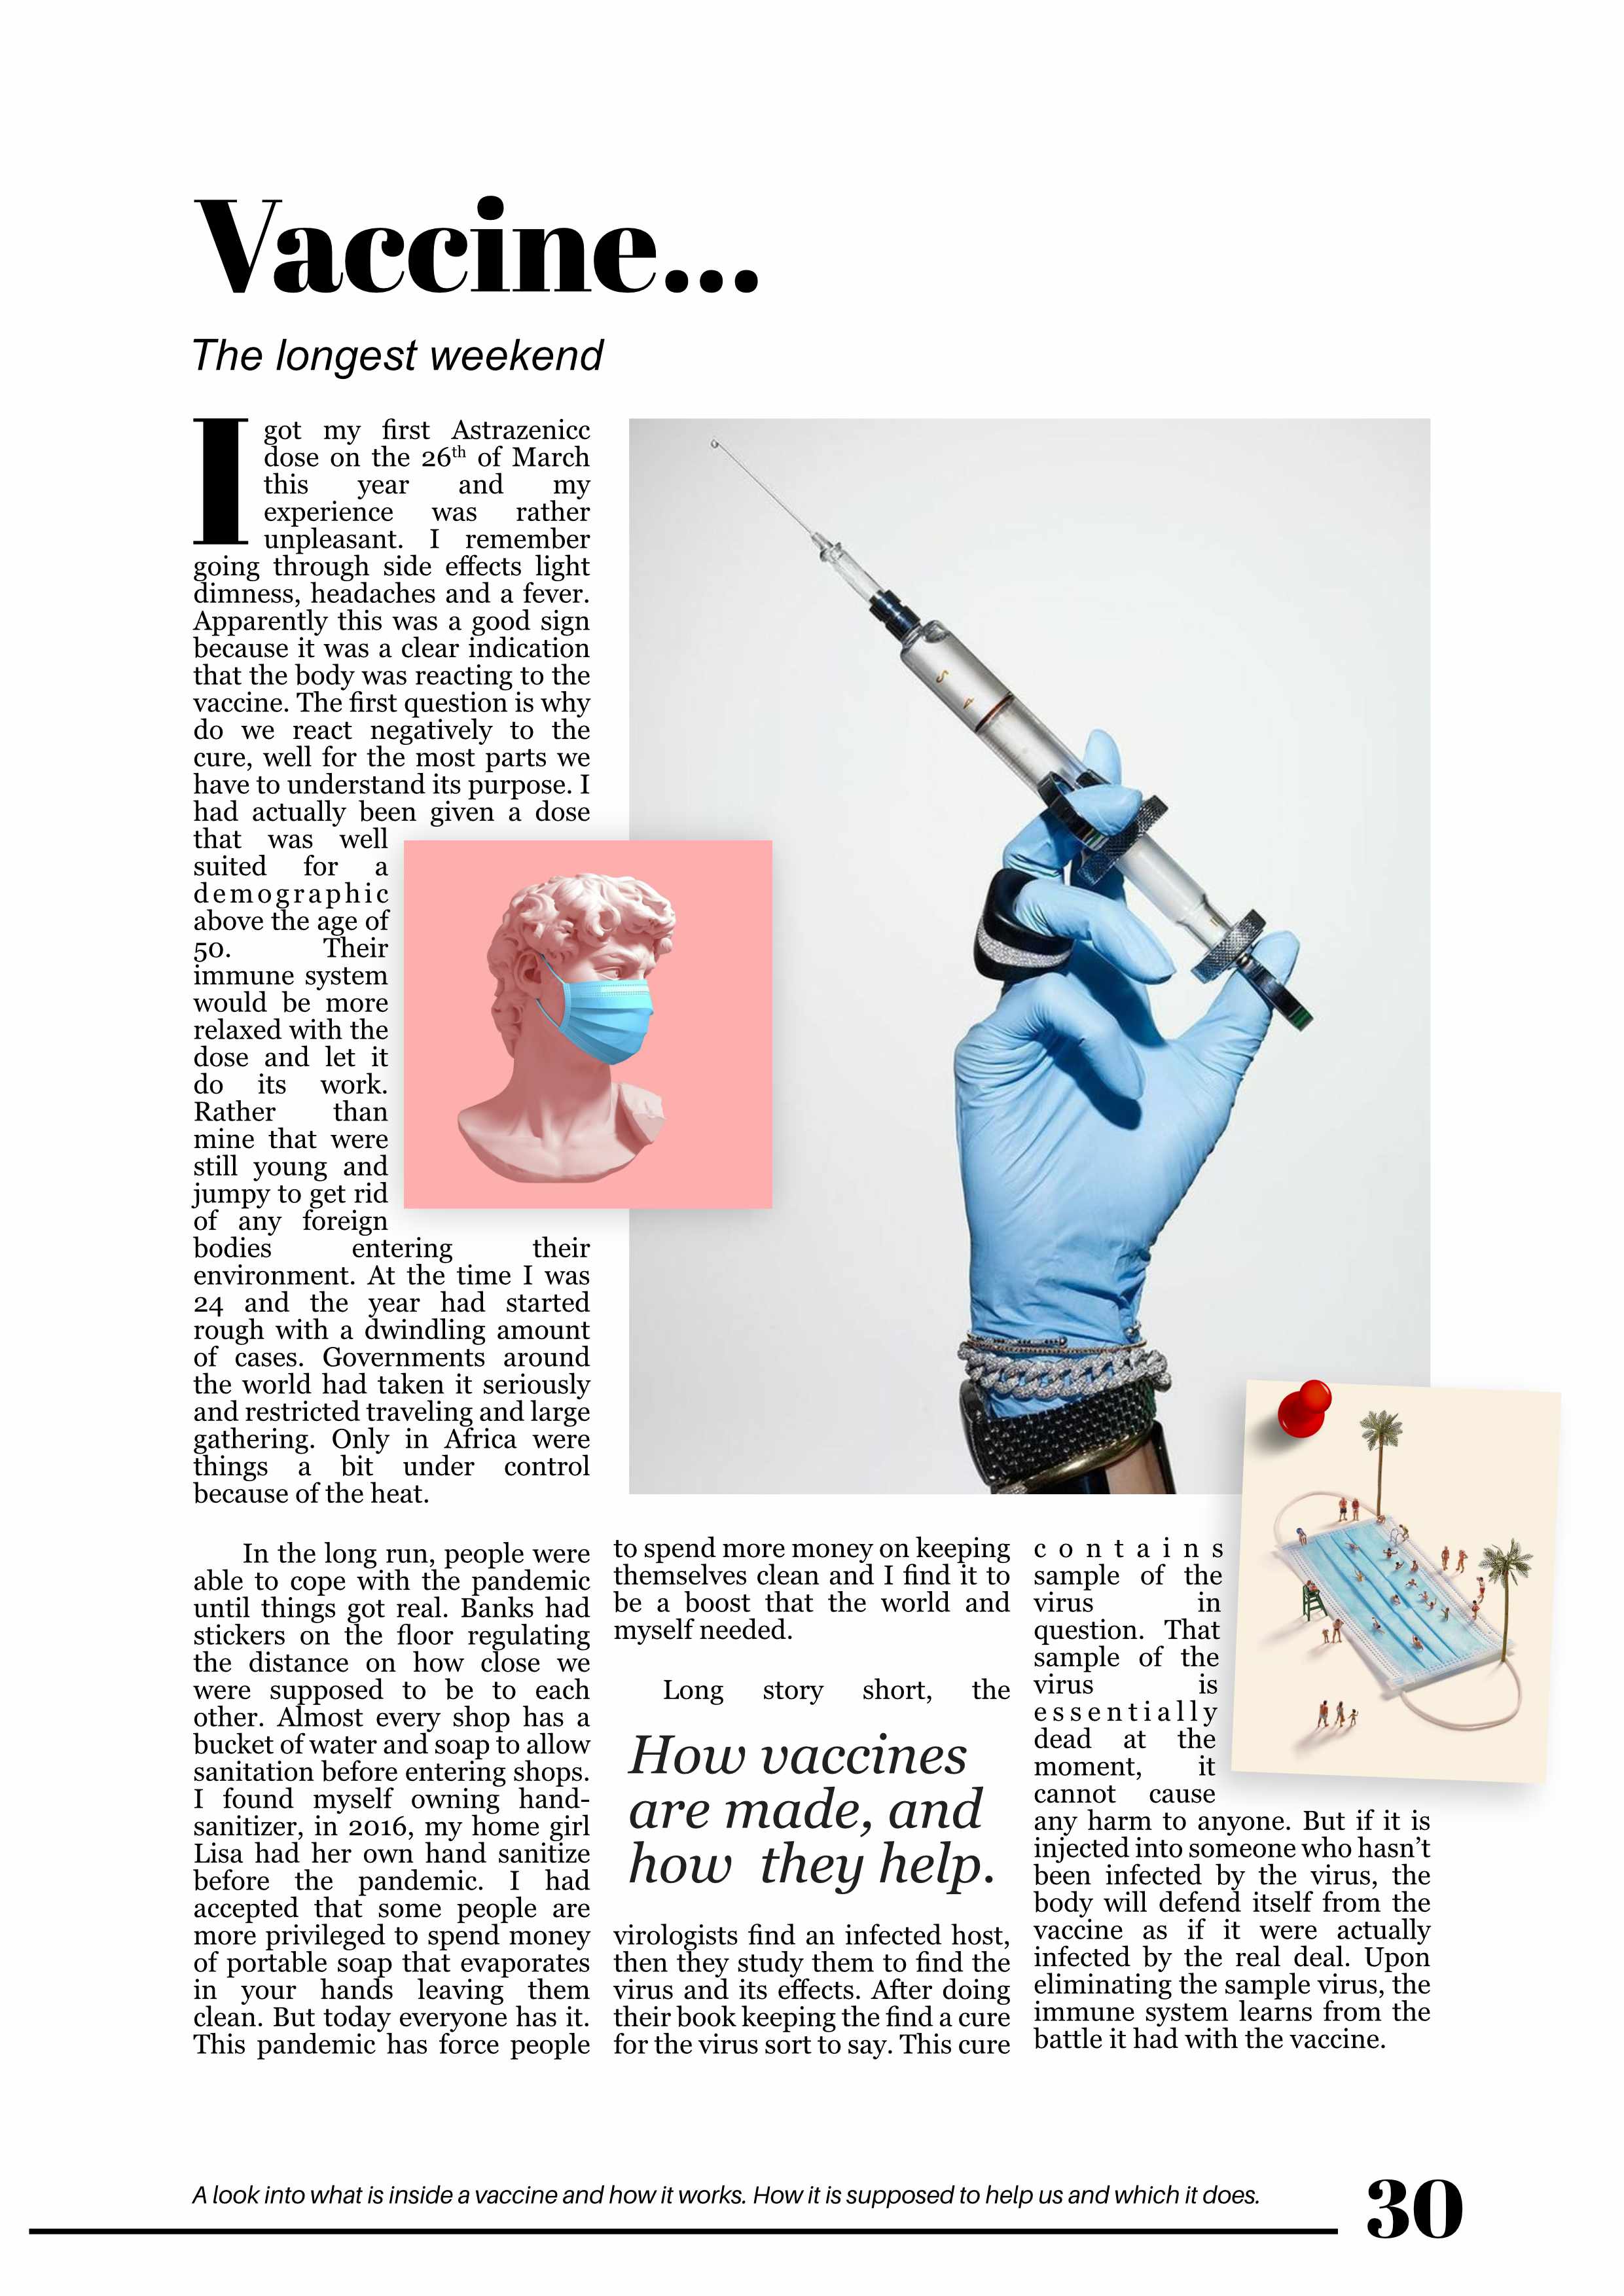 Vaccine...
The longest weekend
I got my first Astrazenicc
dose on the 26th of March
this year and my
experience was rather
unpleasant. I remember
going through side effects light
dimness, headaches and a fever.
Apparently this was a good sign
because it was a clear indication
that the body was reacting to the
vaccine. The first question is why
do we react negatively to the
cure, well for the most parts we
have to understand its purpose. I
had actually been given a dose
that was well
suited for a
demographic
above the age of
50. Their
immune system
would be more
relaxed with the
dose and let it
do its work.
Rather than
mine that were
still young and
jumpy to get rid
of any foreign
bodies entering their
environment. At the time I was
24 and the year had started
rough with a dwindling amount
of cases. Governments around
the world had taken it seriously
and restricted traveling and large
gathering. Only in Africa were
things a bit under control
because of the heat.
In the long run, people were
able to cope with the pandemic
until things got real. Banks had
stickers on the floor regulating
the distance on how close we
were supposed to be to each
other. Almost every shop has a
bucket of water and soap to allow
sanitation before entering shops.
I found myself owning hand-
sanitizer, in 2016, my home girl
Lisa had her own hand sanitize
before the pandemic. I had
accepted that some people are
more privileged to spend money
of portable soap that evaporates
in your hands leaving them
clean. But today everyone has it.
This pandemic has force people
to spend more money on keeping
themselves clean and I find it to
be a boost that the world and
myself needed.
Long story short, the
How vaccines
are made, and
how they help.
virologists find an infected host,
then they study them to find the
virus and its effects. After doing
their book keeping the find a cure
for the virus sort to say. This cure
contains
sample of the
virus in
question. That
sample of the
virus is
essentially
dead at the
moment, it
cannot cause
any harm to anyone. But if it is
injected into someone who hasn't
been infected by the virus, the
body will defend itself from the
vaccine as if it were actually
infected by the real deal. Upon
eliminating the sample virus, the
immune system learns from the
battle it had with the vaccine.
5
4
A look into what is inside a vaccine and how it works. How it is supposed to help us and which it does.
30